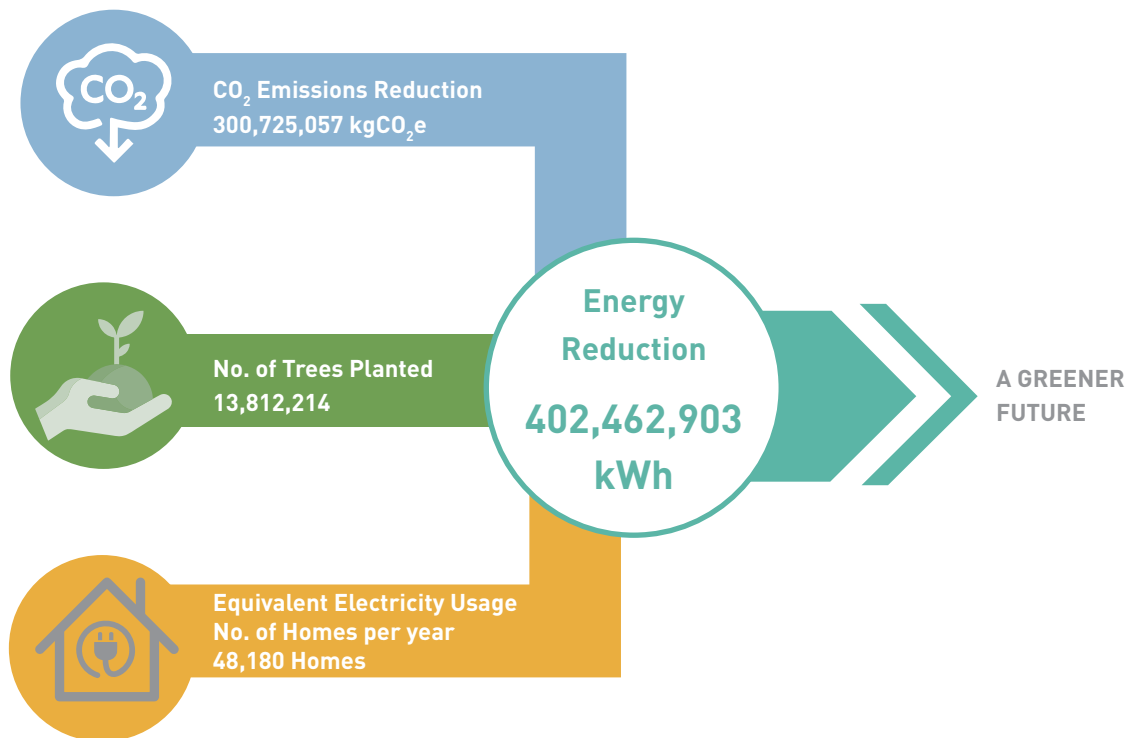 CO₂
CO₂ Emissions Reduction
300,725,057 kgCO₂e
No. of Trees Planted
13,812,214
Equivalent Electricity Usage
No. of Homes per year
48,180 Homes
Energy
Reduction
402,462,903
kWh
A GREENER
FUTURE